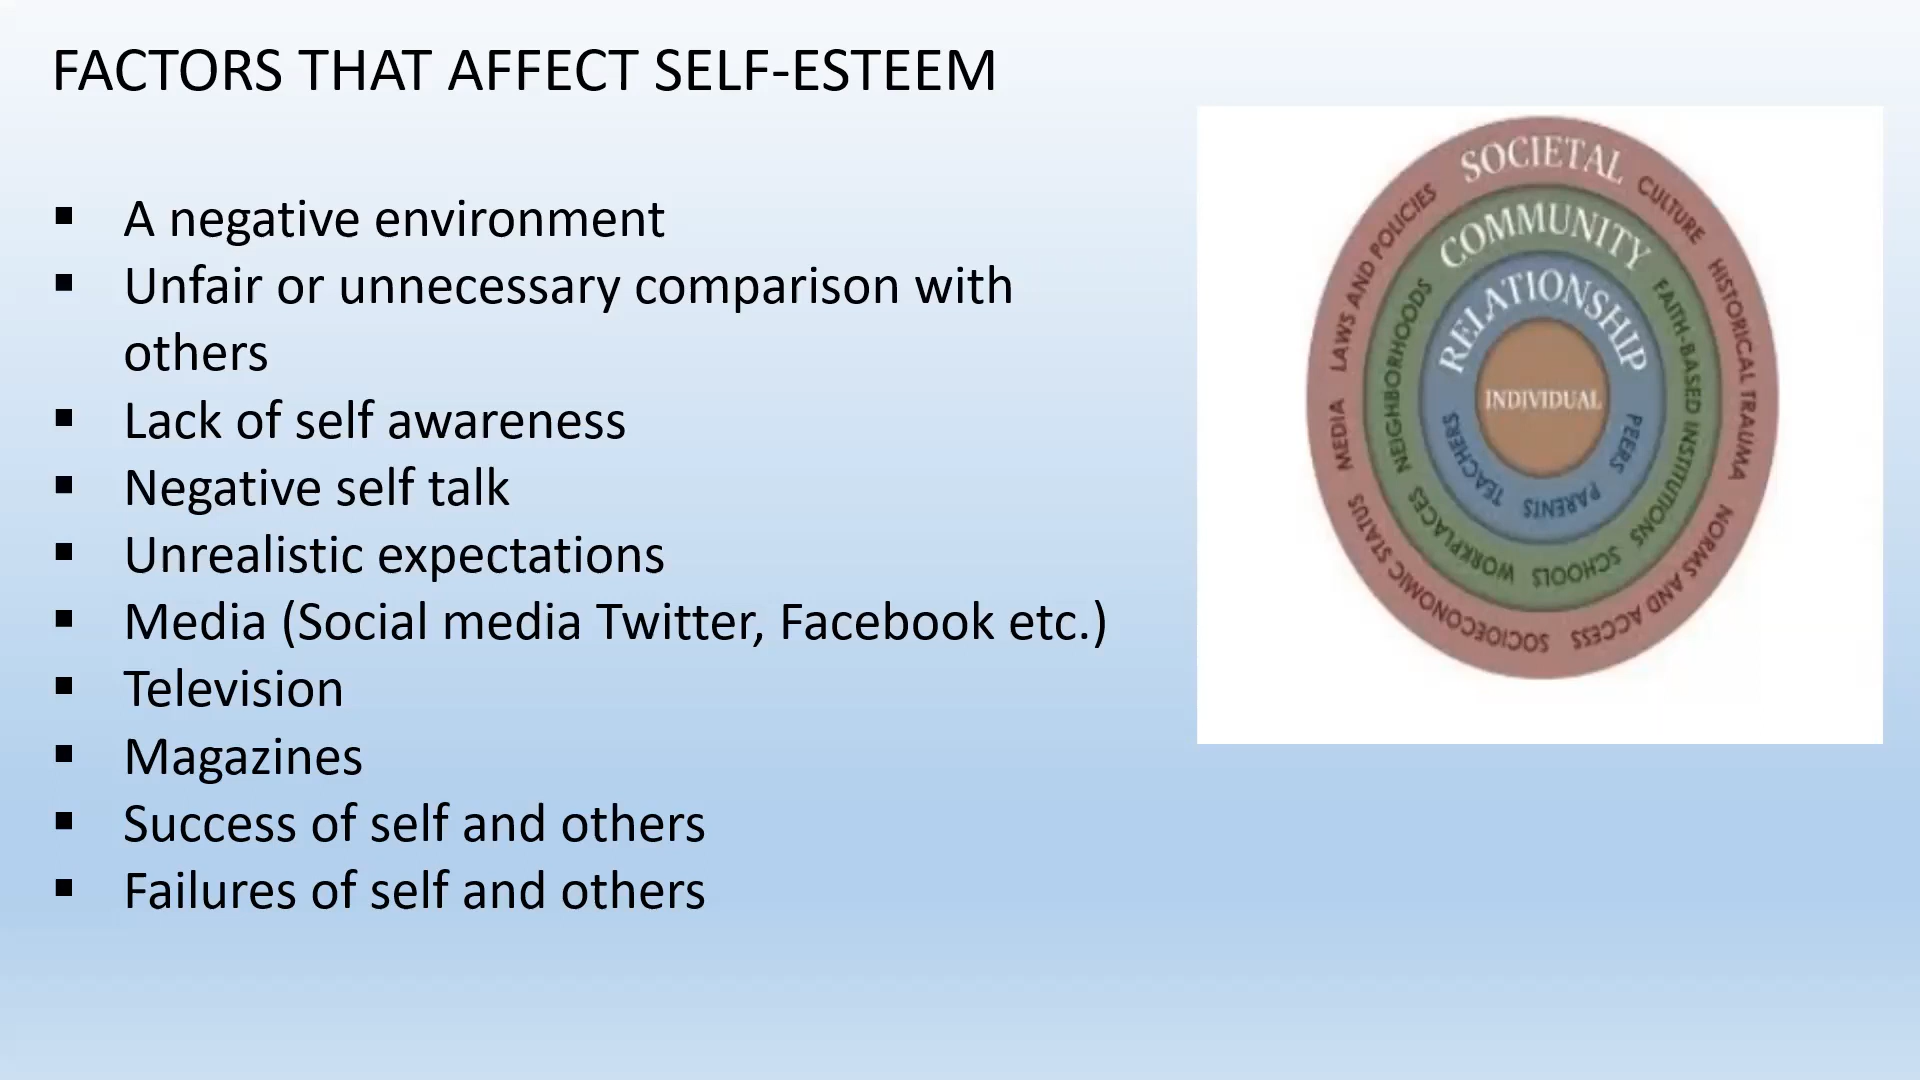 FACTORS THAT AFFECT SELF-ESTEEM
▪ A negative environment
▪ Unfair or unnecessary comparison with
others
▪ Lack of self awareness
▪ Negative self talk
▪ Unrealistic expectations
▪ Media (Social media Twitter, Facebook etc.)
▪ Television
▪ Magazines
▪ Success of self and others
▪ Failures of self and others
SOCIETAL
CULTURE
HISTORICAL TRAUMA
NORMS AND ACCESS
SOCIOECONOMIC STATUS
MEDIA
LAWS AND POLICIES
COMMUNITY
FAITH-BASED INSTITUTIONS
SCHOOLS
WORKPLACES
NEIGHBORHOODS
RELATIONSHIP
PEERS
PARENTS
TEACHERS
INDIVIDUAL